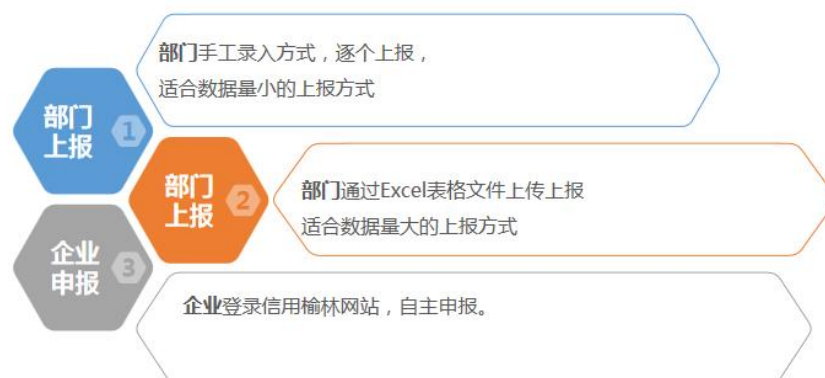 部门手工录入方式，逐个上报，
适合数据量小的上报方式
部门
上报
1
部门
上报
2
部门通过Excel表格文件上传上报
适合数据量大的上报方式
企业
申报
3
企业登录信用榆林网站，自主申报。